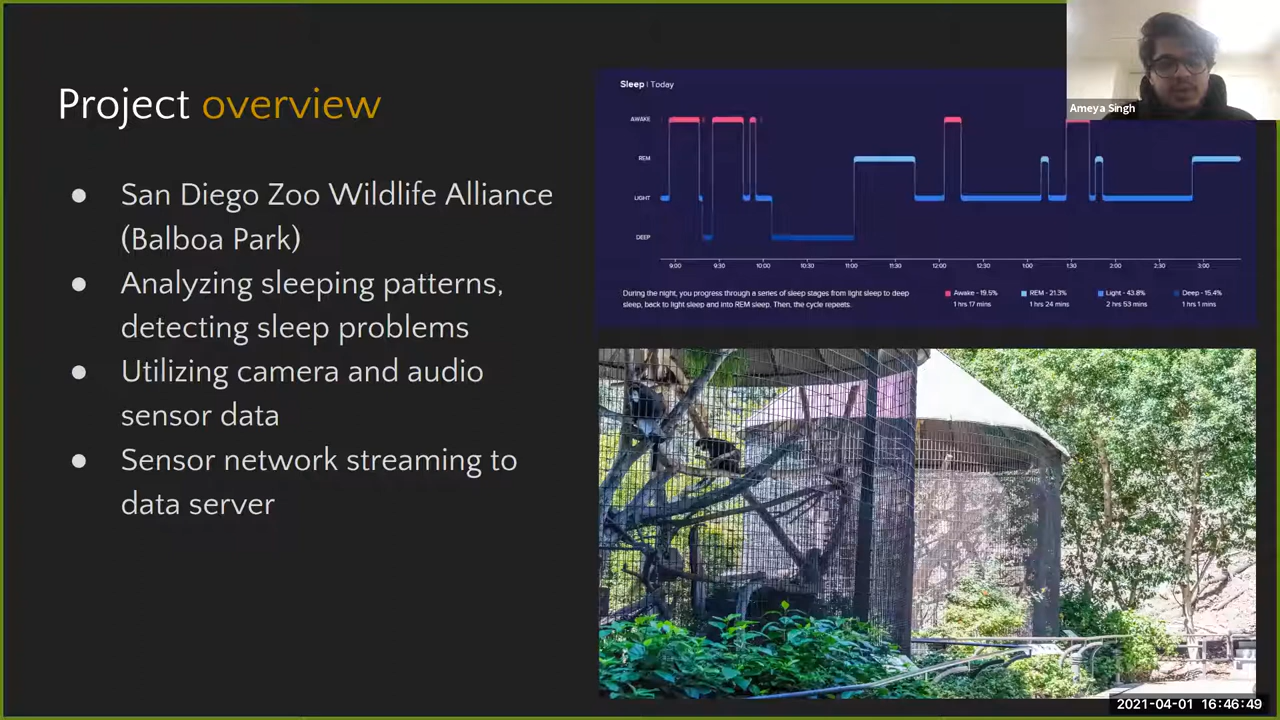 Project overview
● San Diego Zoo Wildlife Alliance
(Balboa Park)
● Analyzing sleeping patterns,
detecting sleep problems
● Utilizing camera and audio
sensor data
● Sensor network streaming to
data server
Sleep | Today
AWAKE
REM
LIGHT
DEEP
9:00 9:30 10:00 10:30 11:00 11:30 12:00 12:30 1:00 1:30 2:00 2:30 3:00
During the night, you progress through a series of sleep stages from light sleep to deep
sleep, back to light sleep and into REM sleep. Then, the cycle repeats.
Awake - 19.5%
1 hrs 17 mins
REM - 21.3%
1 hrs 24 mins
Light - 43.8%
2 hrs 53 mins
Deep - 15.4%
1 hrs 1 mins
Ameya Singh
2021-04-01 16:46:49